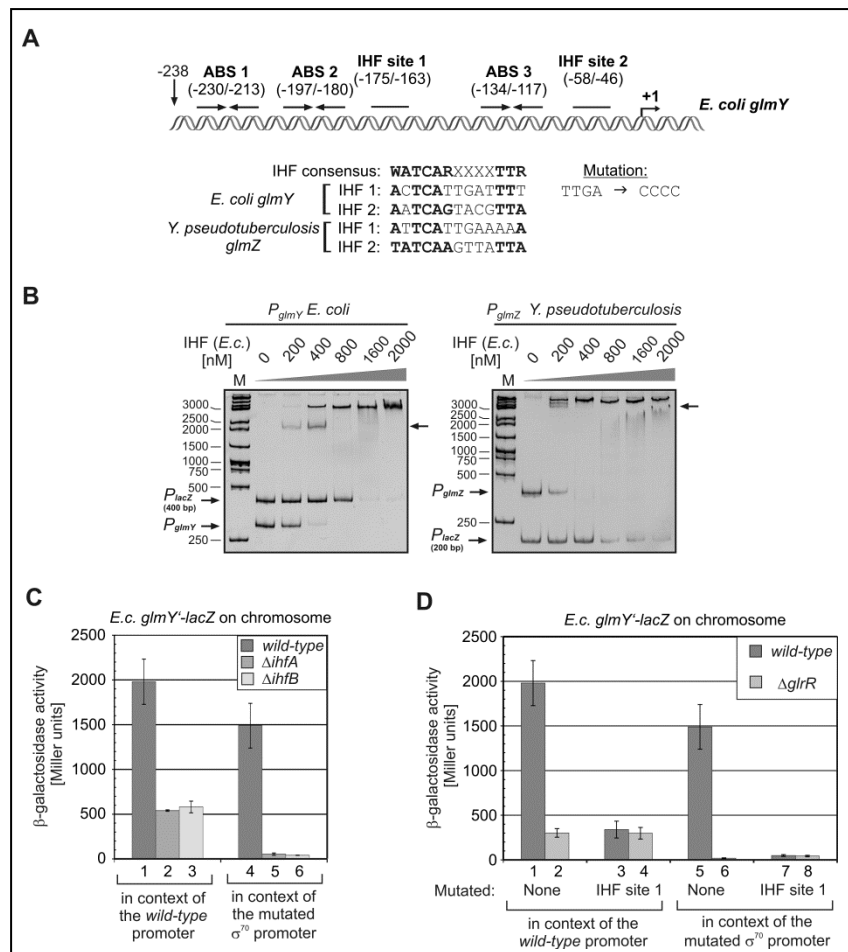 A
-238
ABS 1
(-230/-213)
ABS 2
(-197/-180)
IHF site 1
(-175/-163)
ABS 3
(-134/-117)
IHF site 2
(-58/-46)
+1
E. coli glmY
IHF consensus: WATCARXXXXTTR
Mutation:
E. coli glmY
IHF 1: ACTCATTGATTTT
TTGA → CCCC
IHF 2: AATCAGTACGTTA
Y. pseudotuberculosis
glmZ
IHF 1: ATTCATTGAAAAA
IHF 2: TATCAAGTTATTA
B
PglmY E. coli
IHF (E.c.)
[nM]
0 200 400 800 1600 2000
M
3000
2500
2000
1500
1000
750
500
PlacZ
(400 bp)
PglmY
250
PglmZ Y. pseudotuberculosis
IHF (E.c.)
[nM]
0 200 400 800 1600 2000
M
3000
2500
2000
1500
1000
900
750
500
PglmZ
250
PlacZ
(200 bp)
C
E.c. glmY'-lacZ on chromosome
β-galactosidase activity
[Miller units]
2500
2000
1500
1000
500
0
wild-type
ΔihfA
ΔihfB
1 2 3 4 5 6
in context of
the wild-type
promoter
in context of
the mutated
σ70 promoter
D
E.c. glmY'-lacZ on chromosome
β-galactosidase activity
[Miller units]
2500
2000
1500
1000
500
0
wild-type
ΔglrR
1 2 3 4 5 6 7 8
Mutated: None IHF site 1 None IHF site 1
in context of the
wild-type promoter
in context of the
mutated σ70 promoter